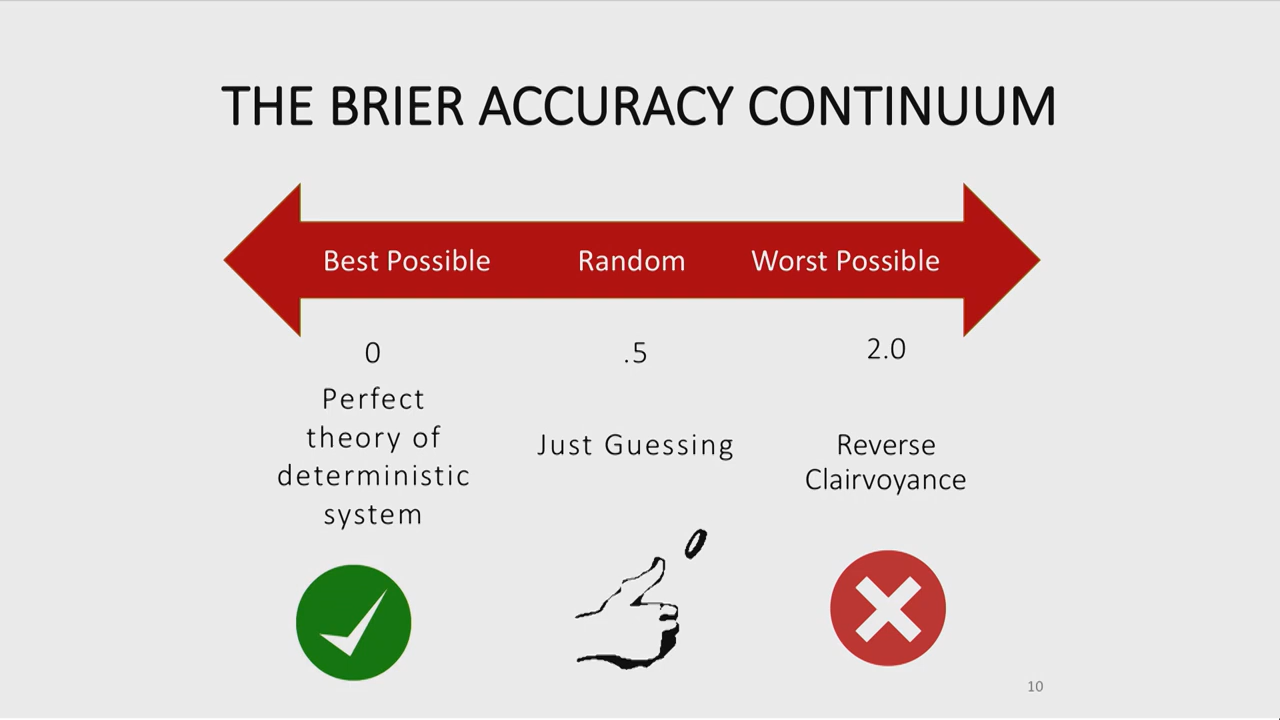 THE BRIER ACCURACY CONTINUUM
Best Possible
Random
Worst Possible
0
.5
2.0
Perfect
theory of
deterministic
system
Just Guessing
Reverse
Clairvoyance
10